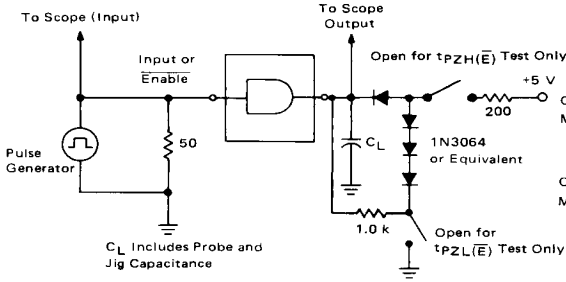 To Scope (Input)
To Scope
Output
Input or
Enable
Open for tPZH(E) Test Only
+5 V
200
Pulse
Generator
50
CL
1N3064
or Equivalent
1.0 k
Open for
tPZL(E) Test Only
CL Includes Probe and
Jig Capacitance